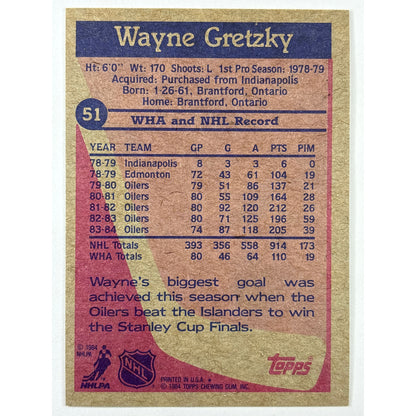 Wayne Gretzky
Ht: 6'0" Wt: 170 Shoots: L 1st Pro Season: 1978-79
Acquired: Purchased from Indianapolis
Born: 1-26-61, Brantford, Ontario
Home: Brantford, Ontario
51
WHA and NHL Record
YEAR TEAM GP G A PTS PIM
78-79 Indianapolis 8 3 3 6 0
78-79 Edmonton 72 43 61 104 19
79-80 Oilers 79 51 86 137 21
80-81 Oilers 80 55 109 164 28
81-82 Oilers 80 92 120 212 26
82-83 Oilers 80 71 125 196 59
83-84 Oilers 74 87 118 205 39
NHL Totals 393 356 558 914 173
WHA Totals 80 46 64 110 19
Wayne's biggest goal was
achieved this season when the
Oilers beat the Islanders to win
the Stanley Cup Finals.
© 1984
NHLPA
NHLPA
NHL
topps
PRINTED IN U.S.A.
© 1984 TOPPS CHEWING GUM, INC.